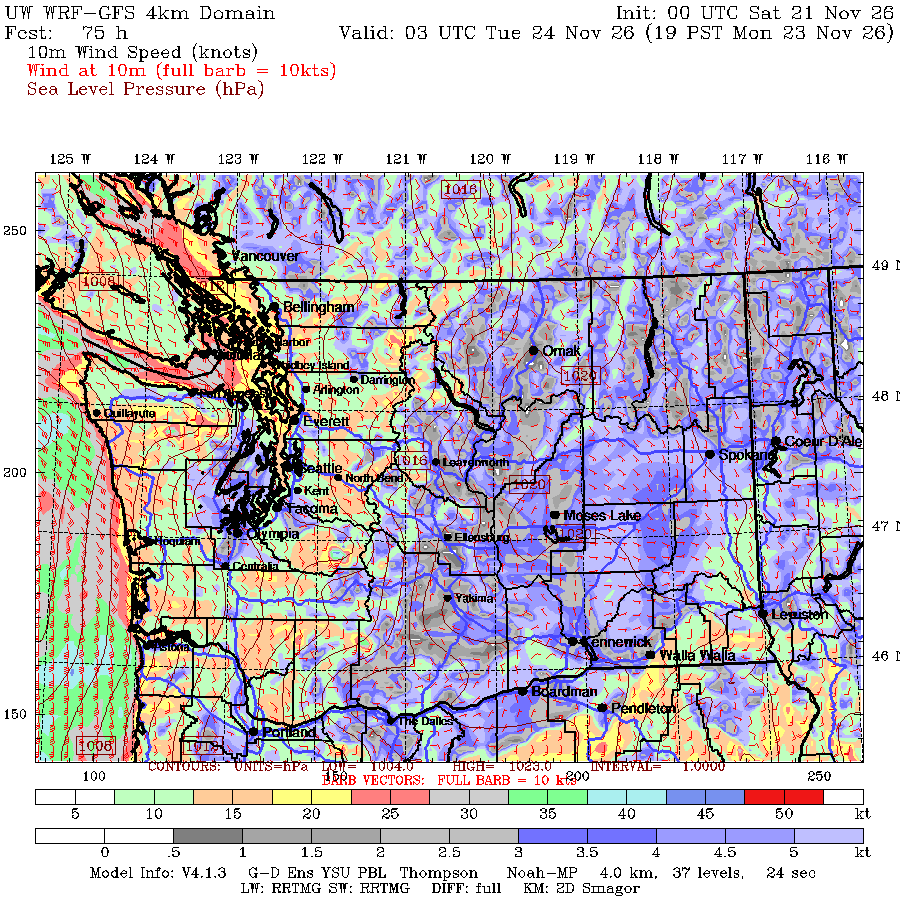 UW WRF-GFS 4km Domain Init: 00 UTC Sat 21 Nov 26
Fcst: 75 h Valid: 03 UTC Tue 24 Nov 26 (19 PST Mon 23 Nov 26)
10m Wind Speed (knots)
Wind at 10m (full barb = 10kts)
Sea Level Pressure (hPa)
125 W 124 W 123 W 122 W 121 W 120 W 119 W 118 W 117 W 116 W
1016
250
Vancouver
49 N
1008
Bellingham
Omak
Darrington
Arlington
1020
48 N
Quillayute
Everett
Coeur D'Ale
Spokane
1016
Leavenworth
200
Seattle
North Bend
Kent
1020
Tacoma
Moses Lake
47 N
Olympia
Hoquiam
Ellensburg
Centralia
Yakima
Lewiston
Kennewick
Astoria
Walla Walla
46 N
Boardman
Pendleton
150
The Dalles
Portland
1008
1012
CONTOURS: UNITS=hPa LOW= 1004.0 HIGH= 1023.0 INTERVAL= 1.0000
100 150 200 250
BARB VECTORS: FULL BARB = 10 kts
5 10 15 20 25 30 35 40 45 50 kt
0 .5 1 1.5 2 2.5 3 3.5 4 4.5 5 kt
Model Info: V4.1.3 G-D Ens YSU PBL Thompson Noah-MP 4.0 km, 37 levels, 24 sec
LW: RRTMG SW: RRTMG DIFF: full KM: 2D Smagor